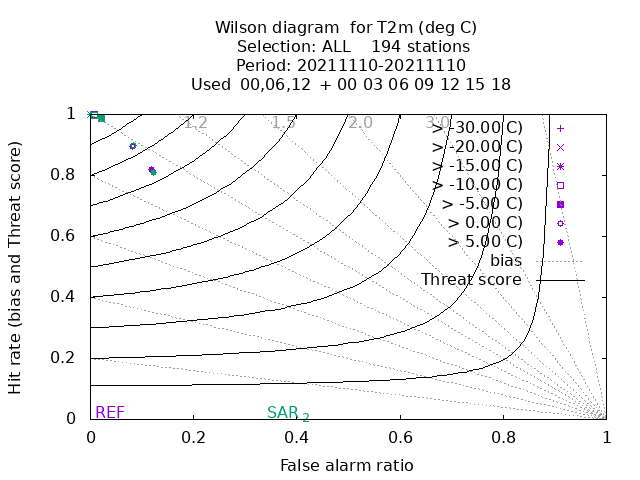 Wilson diagram  for T2m (deg C)
Selection: ALL    194 stations
Period: 20211110-20211110
Used  00,06,12  + 00 03 06 09 12 15 18
1.2 1.5 2.0 3.0
> -30.00 C)
> -20.00 C)
> -15.00 C)
> -10.00 C)
> -5.00 C)
> 0.00 C)
> 5.00 C)
bias
Threat score
Hit rate (bias and Threat score)
1
0.8
0.6
0.4
0.2
0
REF SAR 2
0 0.2 0.4 0.6 0.8 1
False alarm ratio